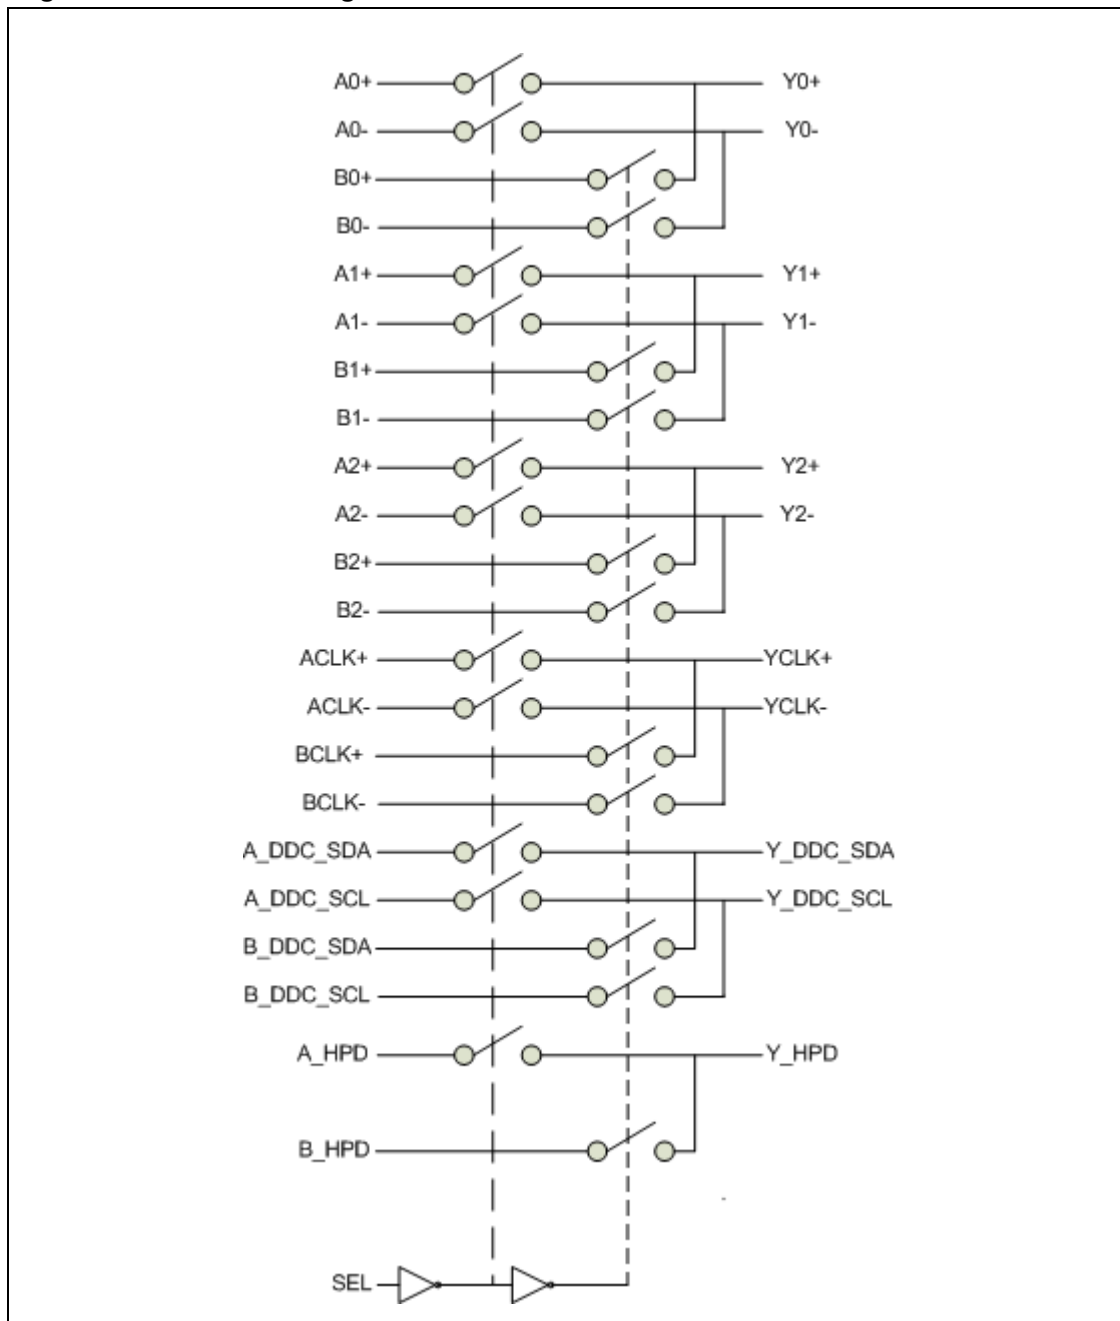 A0+ Y0+
A0- Y0-
B0+
B0-
A1+ Y1+
A1- Y1-
B1+
B1-
A2+ Y2+
A2- Y2-
B2+
B2-
ACLK+ YCLK+
ACLK- YCLK-
BCLK+
BCLK-
A_DDC_SDA Y_DDC_SDA
A_DDC_SCL Y_DDC_SCL
B_DDC_SDA
B_DDC_SCL
A_HPD Y_HPD
B_HPD
SEL